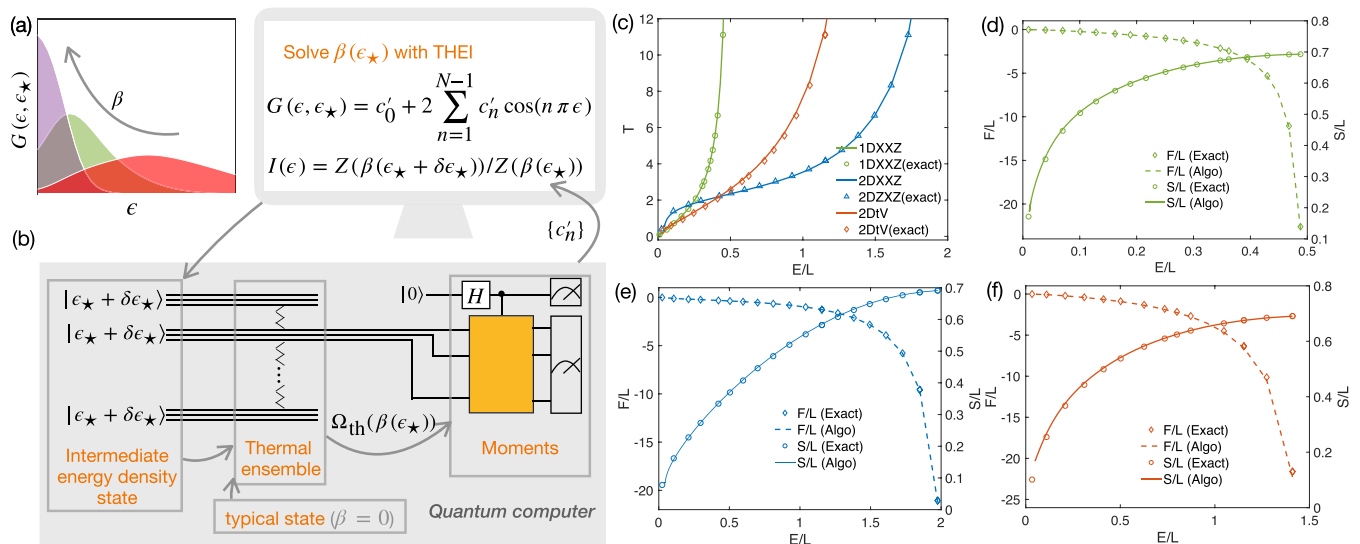 (a)
G(ϵ, ϵ⋆)
β
ϵ
Solve β(ϵ⋆) with THEI
G(ϵ, ϵ⋆) = c′0 + 2 ∑ c′n cos(n π ϵ)
N−1
n=1
I(ϵ) = Z(β(ϵ⋆ + δϵ⋆))/Z(β(ϵ⋆))
{c′n}
(b)
|ϵ⋆ + δϵ⋆⟩
|ϵ⋆ + δϵ⋆⟩
|ϵ⋆ + δϵ⋆⟩
|0⟩
H
Ωth(β(ϵ⋆))
Intermediate
energy density
state
Thermal
ensemble
Moments
typical state (β = 0)
Quantum computer
(c)
12
10
8
6
4
2
0
T
0 0.5 1 1.5 2
E/L
1DXXZ
1DXXZ(exact)
2DXXZ
2DZXZ(exact)
2DtV
2DtV(exact)
(d)
0
-5
-10
-15
-20
F/L
0.8
0.7
0.6
0.5
0.4
0.3
0.2
0.1
S/L
0 0.1 0.2 0.3 0.4 0.5
E/L
F/L (Exact)
F/L (Algo)
S/L (Exact)
S/L (Algo)
(e)
0
-5
-10
-15
-20
F/L
0.7
0.6
0.5
0.4
0.3
0.2
0.1
0
S/L
0 0.5 1 1.5 2
E/L
F/L (Exact)
F/L (Algo)
S/L (Exact)
S/L (Algo)
(f)
0
-5
-10
-15
-20
-25
F/L
0.8
0.6
0.4
0.2
0
S/L
0 0.5 1 1.5
E/L
F/L (Exact)
F/L (Algo)
S/L (Exact)
S/L (Algo)